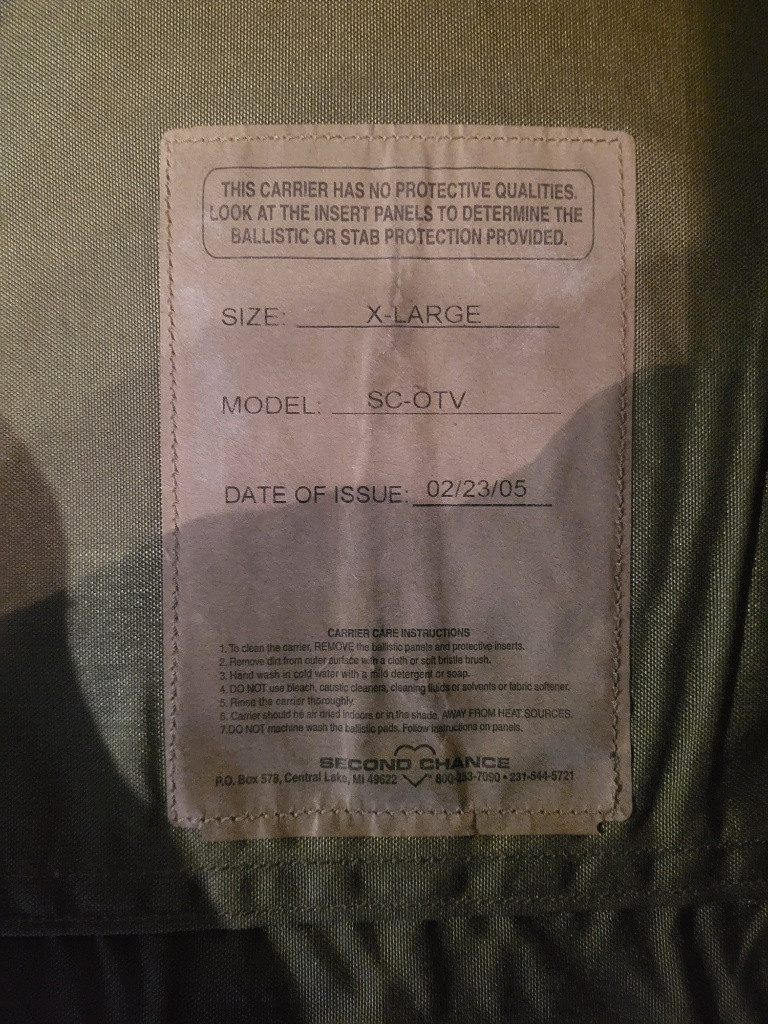 THIS CARRIER HAS NO PROTECTIVE QUALITIES.
LOOK AT THE INSERT PANELS TO DETERMINE THE
BALLISTIC OR STAB PROTECTION PROVIDED.
SIZE: X-LARGE
MODEL: SC-OTV
DATE OF ISSUE: 02/23/05
CARRIER CARE INSTRUCTIONS
1. To clean the carrier, REMOVE the ballistic panels and protective inserts.
2. Remove dirt from outer surface with a cloth or soft bristle brush.
3. Hand wash in cold water with a mild detergent or soap.
4. DO NOT use bleach, caustic cleaners, cleaning fluids or solvents or fabric softener.
5. Rinse the carrier thoroughly.
6. Carrier should be air dried indoors or in the shade, AWAY FROM HEAT SOURCES.
7.DO NOT machine wash the ballistic pads. Follow instructions on panels.
SECOND CHANCE
P.O. Box 578, Central Lake, MI 49622 ® 800-253-7090 • 231-544-5721